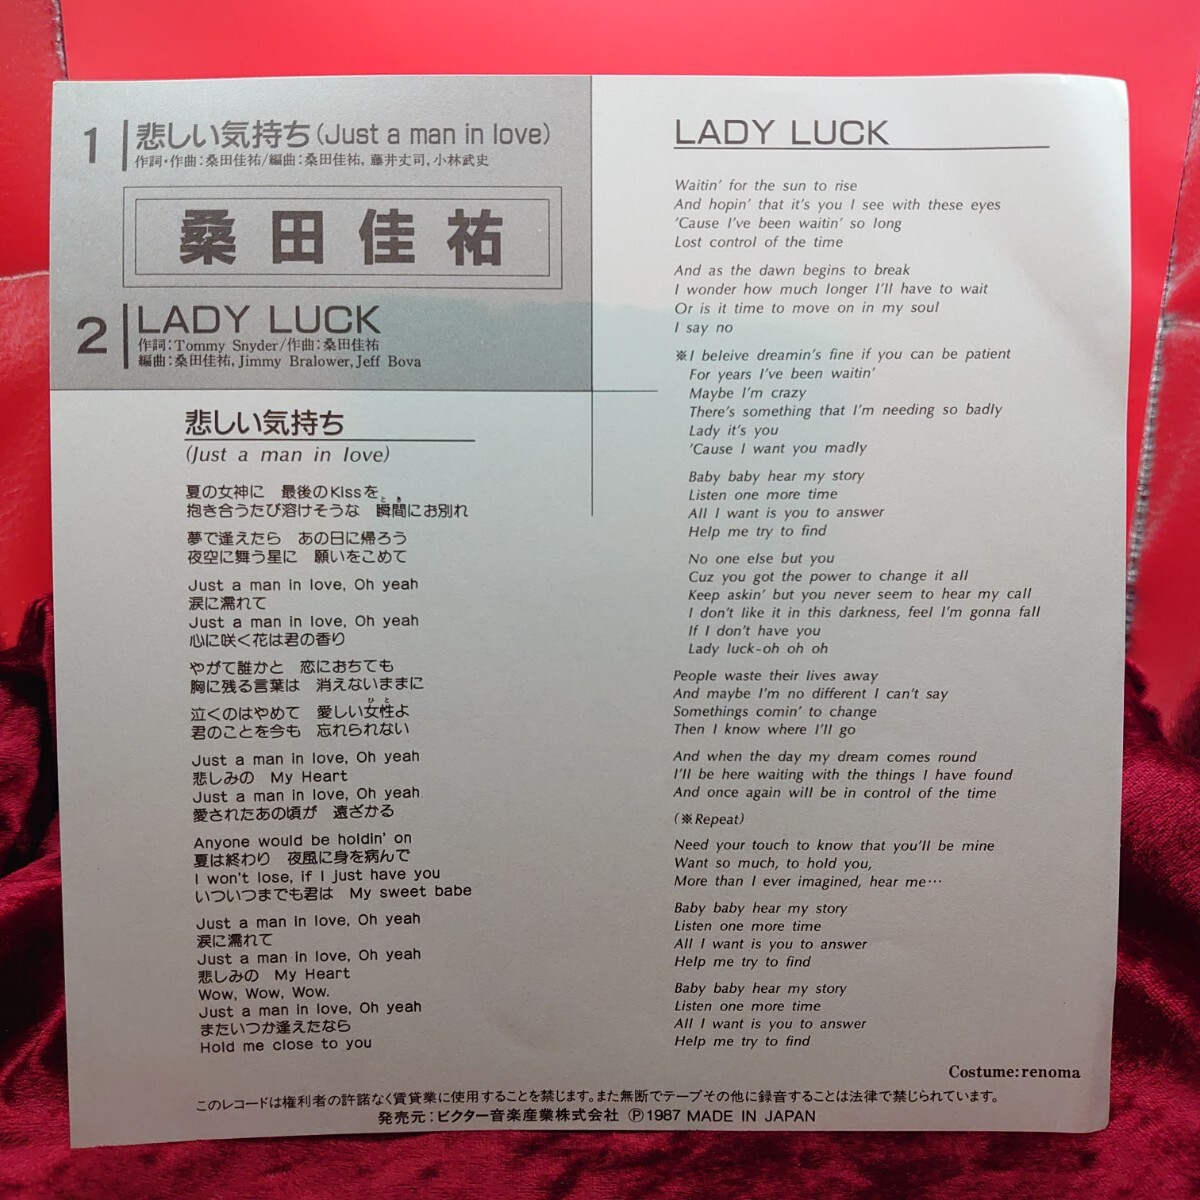 1 悲しい気持ち(Just a man in love)
作詞・作曲:桑田佳祐/編曲:桑田佳祐,藤井丈司,小林武史
桑田佳祐
2 LADY LUCK
作詞:Tommy Snyder/作曲:桑田佳祐
編曲:桑田佳祐,Jimmy Bralower,Jeff Bova
悲しい気持ち
(Just a man in love)
夏の女神に 最後のKissを
とき
抱き合うたび溶けそうな 瞬間にお別れ
夢で逢えたら あの日に帰ろう
夜空に舞う星に 願いをこめて
Just a man in love, Oh yeah
涙に濡れて
Just a man in love, Oh yeah
心に咲く花は君の香り
やがて誰かと 恋におちても
胸に残る言葉は 消えないままに
ひと
泣くのはやめて 愛しい女性よ
君のことを今も 忘れられない
Just a man in love, Oh yeah
悲しみの My Heart
Just a man in love, Oh yeah
愛されたあの頃が 遠ざかる
Anyone would be holdin' on
夏は終わり 夜風に身を病んで
I won't lose, if I just have you
いついつまでも君は My sweet babe
Just a man in love, Oh yeah
涙に濡れて
Just a man in love, Oh yeah
悲しみの My Heart
Wow, Wow, Wow.
Just a man in love, Oh yeah
またいつか逢えたなら
Hold me close to you
LADY LUCK
Waitin' for the sun to rise
And hopin' that it's you I see with these eyes
'Cause I've been waitin' so long
Lost control of the time
And as the dawn begins to break
I wonder how much longer I'll have to wait
Or is it time to move on in my soul
I say no
※I beleive dreamin's fine if you can be patient
For years I've been waitin'
Maybe I'm crazy
There's something that I'm needing so badly
Lady it's you
'Cause I want you madly
Baby baby hear my story
Listen one more time
All I want is you to answer
Help me try to find
No one else but you
Cuz you got the power to change it all
Keep askin' but you never seem to hear my call
I don't like it in this darkness, feel I'm gonna fall
If I don't have you
Lady luck-oh oh oh
People waste their lives away
And maybe I'm no different I can't say
Somethings comin' to change
Then I know where I'll go
And when the day my dream comes round
I'll be here waiting with the things I have found
And once again will be in control of the time
(※Repeat)
Need your touch to know that you'll be mine
Want so much, to hold you,
More than I ever imagined, hear me…
Baby baby hear my story
Listen one more time
All I want is you to answer
Help me try to find
Baby baby hear my story
Listen one more time
All I want is you to answer
Help me try to find
Costume:renoma
このレコードは権利者の許諾なく賃貸業に使用することを禁じます。また無断でテープその他に録音することは法律で禁じられています。
発売元:ビクター音楽産業株式会社 Ⓟ1987 MADE IN JAPAN